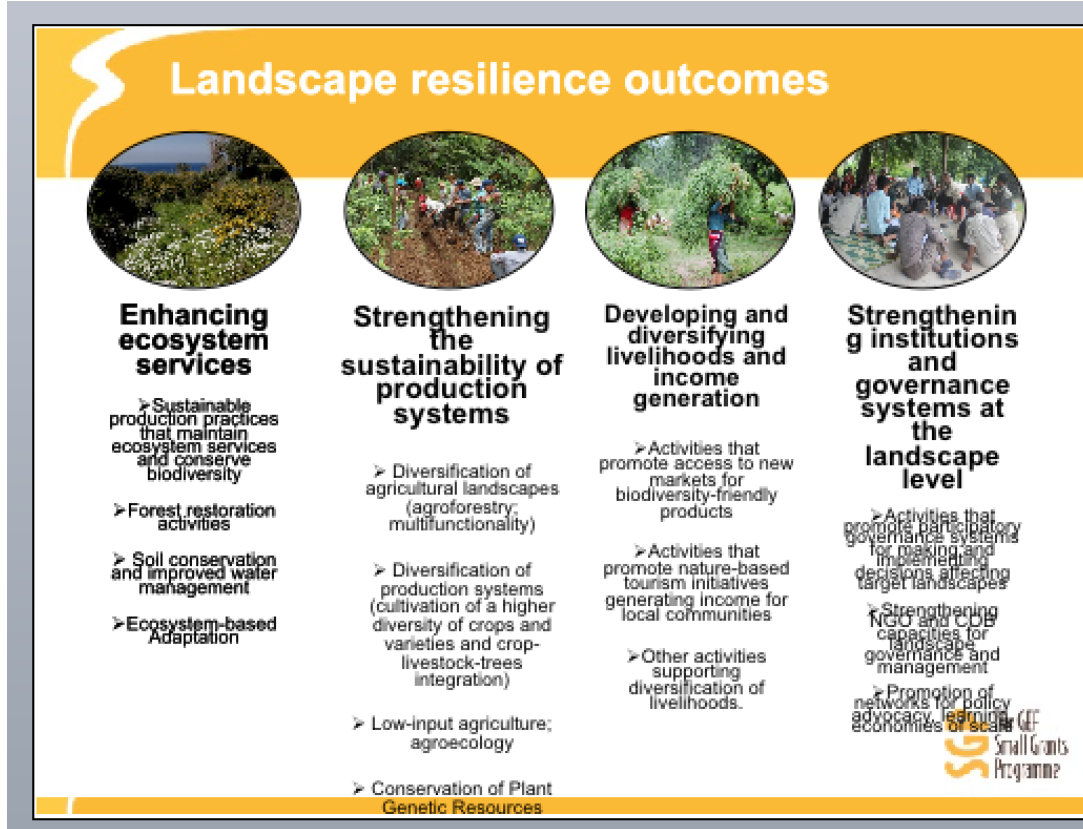 Landscape resilience outcomes
Enhancing
ecosystem
services
➢Sustainable
production practices
that maintain
ecosystem services
and conserve
biodiversity
➢Forest restoration
activities
➢ Soil conservation
and improved water
management
➢Ecosystem-based
Adaptation
Strengthening
the
sustainability of
production
systems
➢ Diversification of
agricultural landscapes
(agroforestry;
multifunctionality)
➢ Diversification of
production systems
(cultivation of a higher
diversity of crops and
varieties and crop-
livestock-trees
integration)
➢ Low-input agriculture;
agroecology
➢ Conservation of Plant
Genetic Resources
Developing and
diversifying
livelihoods and
income
generation
➢Activities that
promote access to new
markets for
biodiversity-friendly
products
➢Activities that
promote nature-based
tourism initiatives
generating income for
local communities
➢Other activities
supporting
diversification of
livelihoods.
Strengthenin
g institutions
and
governance
systems at
the
landscape
level
➢Activities that
promote participatory
governance systems
for making and
implementing
decisions affecting
target landscapes
➢Strengthening
NGO and COB
capacities for
landscape
governance and
management
➢Promotion of
networks for policy
advocacy, learning,
economies of scale
SGP
The GEF
Small Grants
Programme